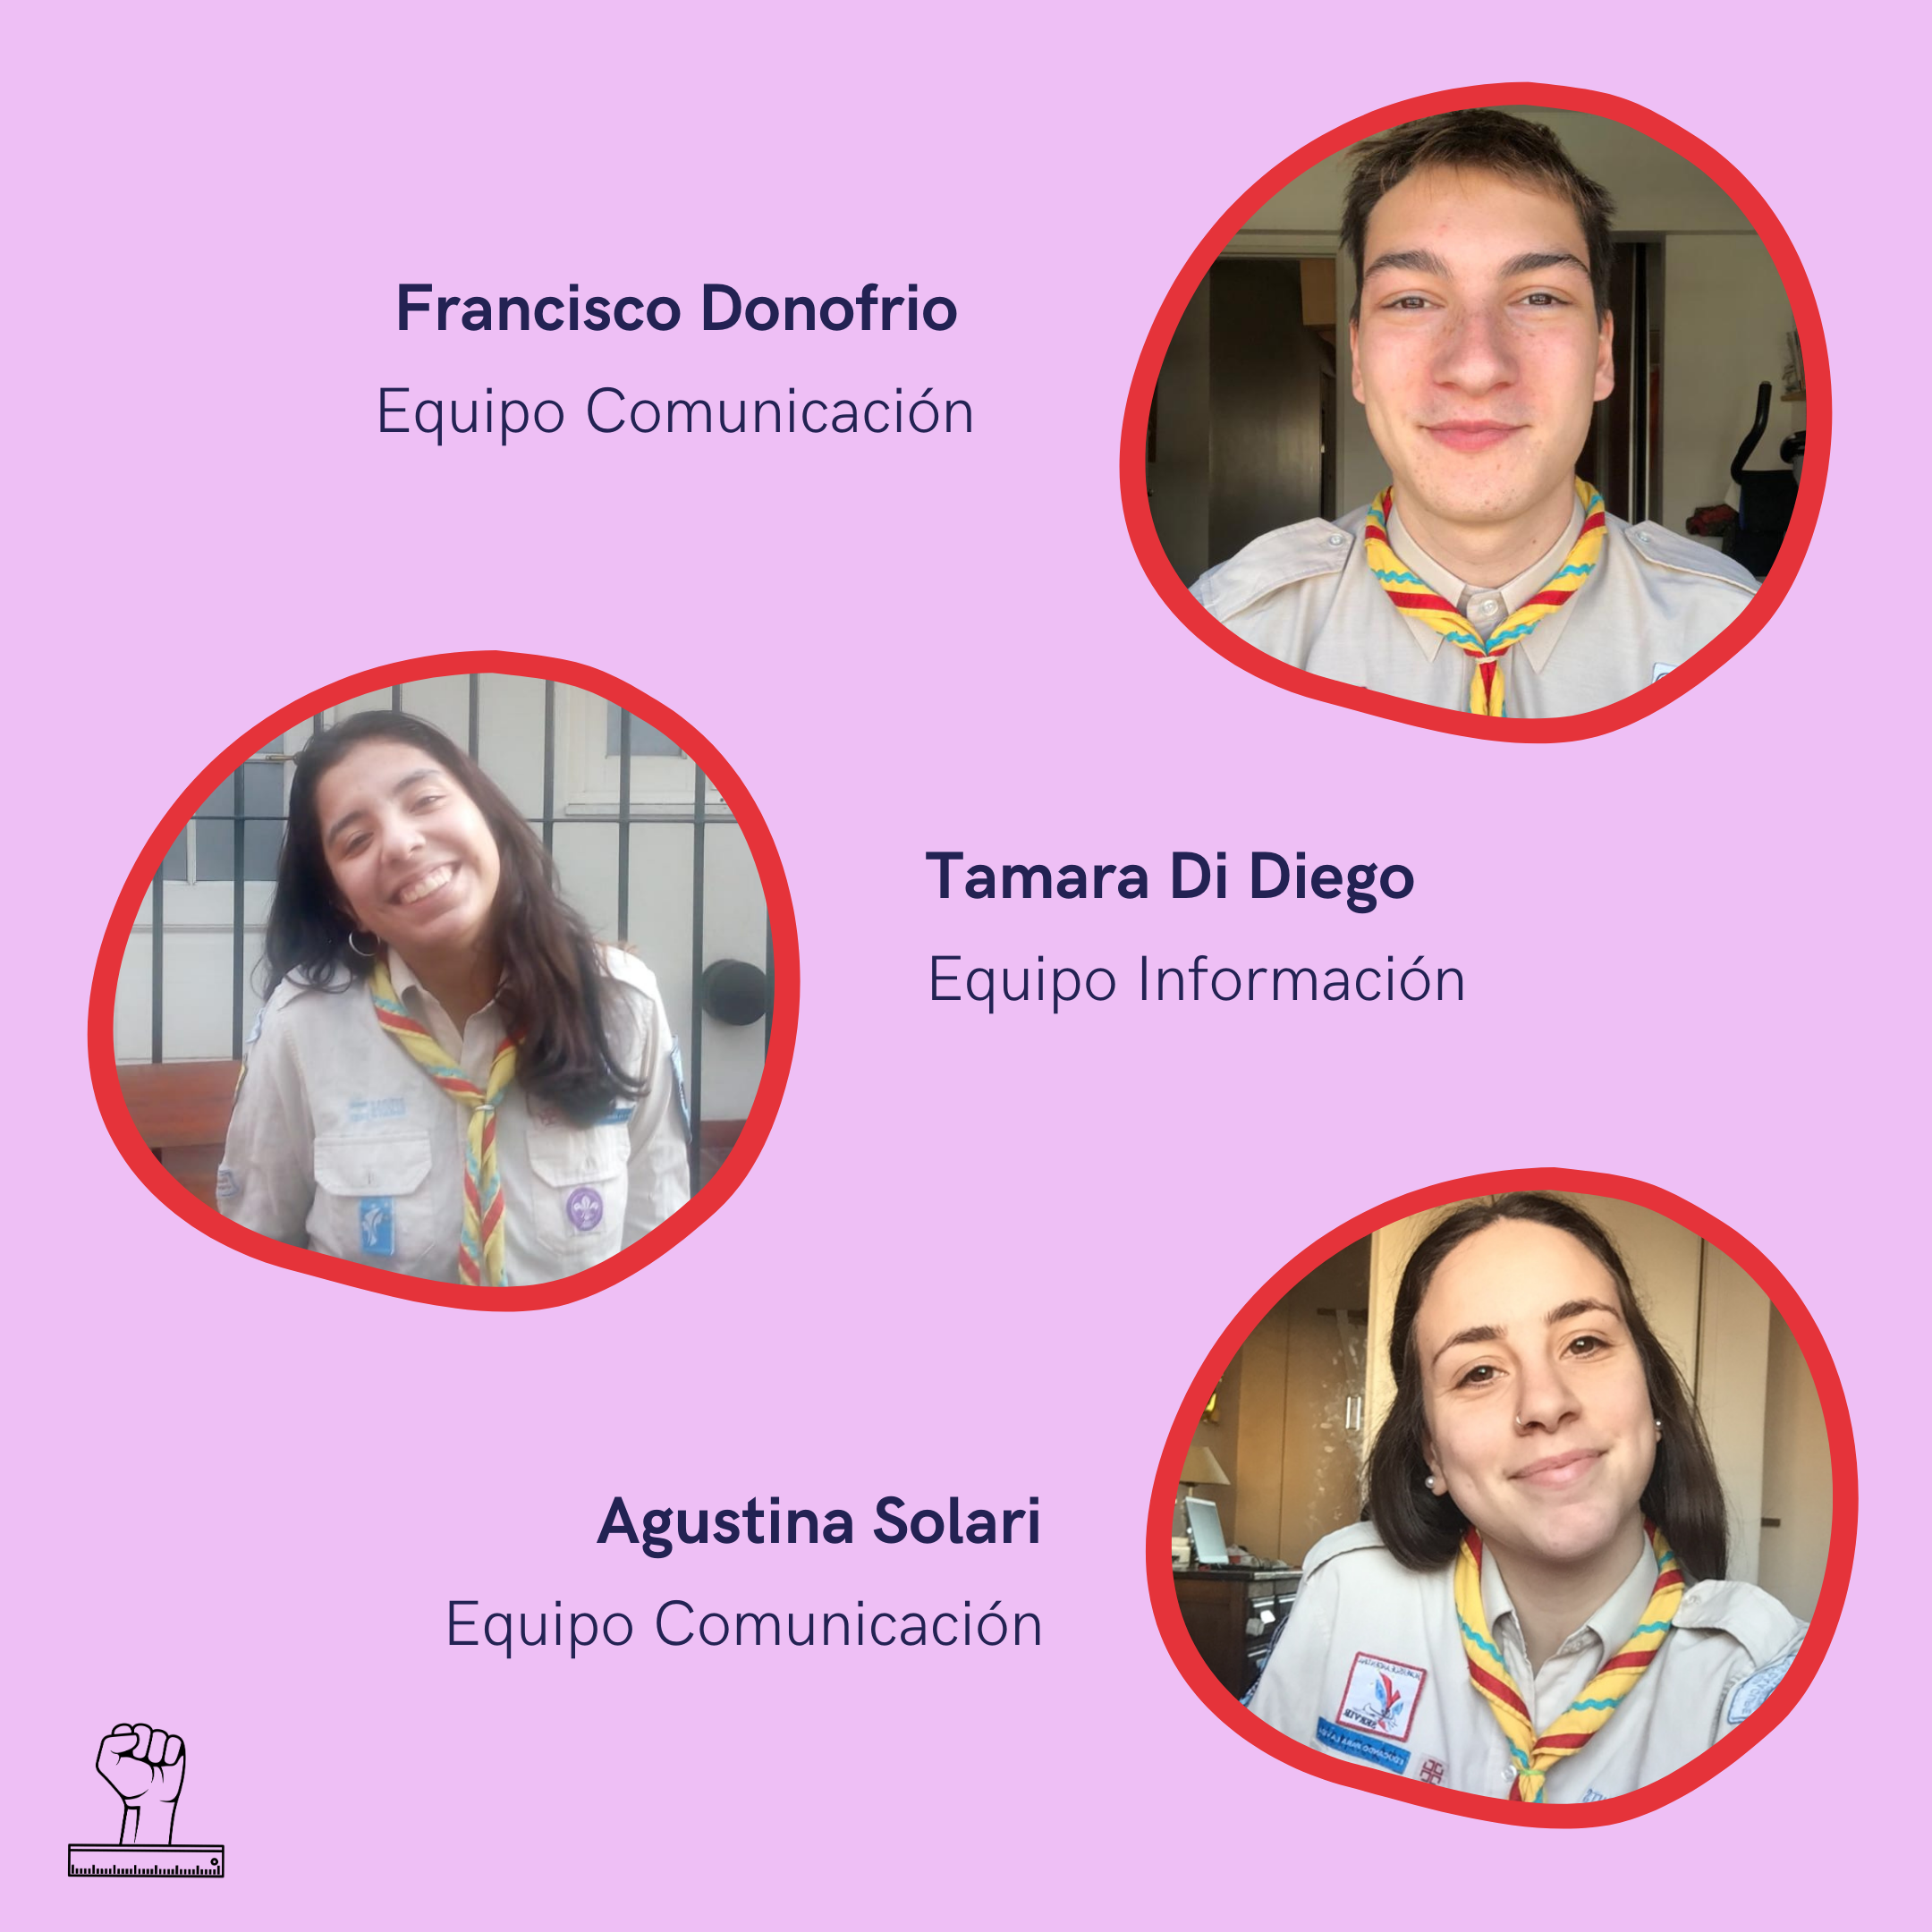 Francisco Donofrio
Equipo Comunicación
Tamara Di Diego
Equipo Información
Agustina Solari
Equipo Comunicación